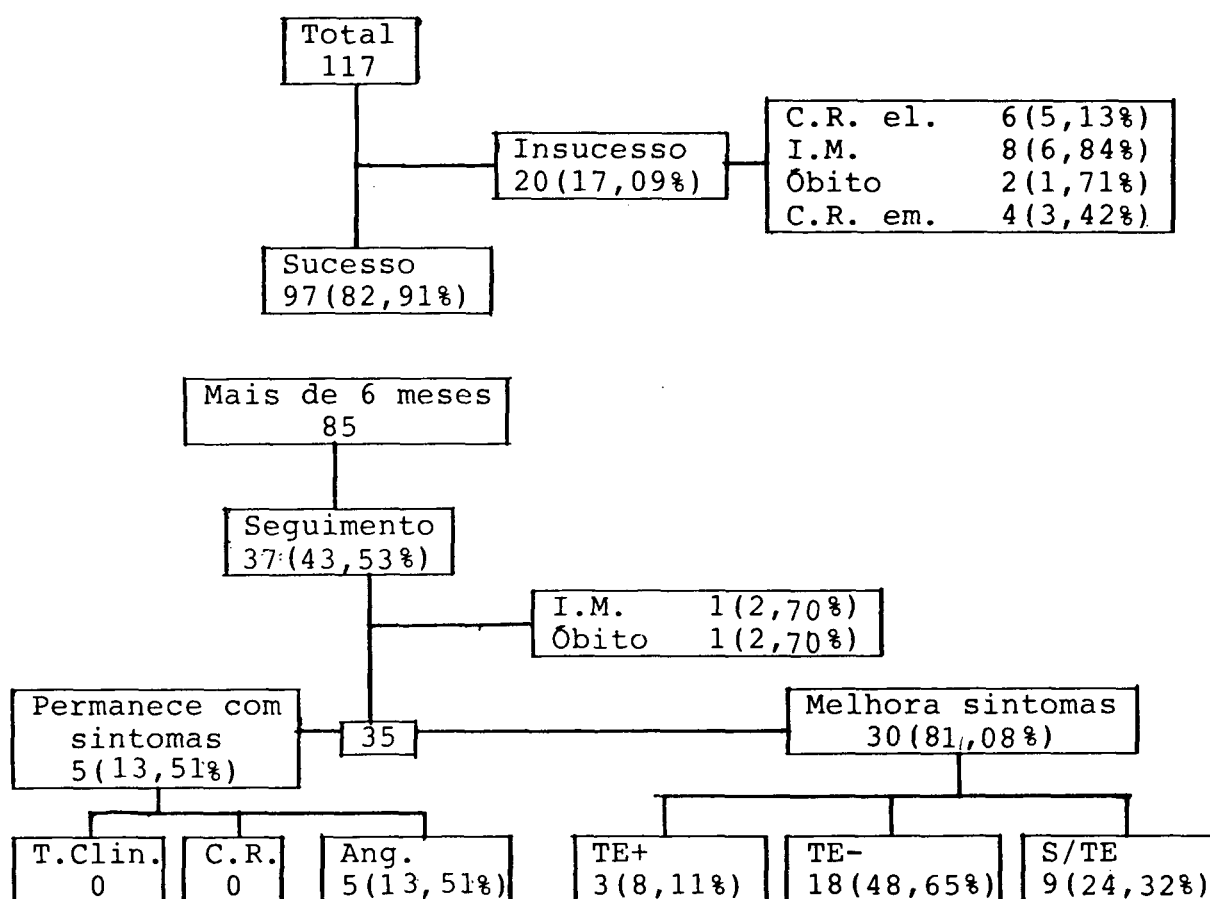 Total
117
Insucesso
20(17,09%)
C.R. el. 6(5,13%)
I.M. 8(6,84%)
Óbito 2(1,71%)
C.R. em. 4(3,42%)
Sucesso
97(82,91%)
Mais de 6 meses
85
Seguimento
37(43,53%)
I.M. 1(2,70%)
Óbito 1(2,70%)
Permanece com
sintomas
5(13,51%)
35
Melhora sintomas
30(81,08%)
T.Clin.
0
C.R.
0
Ang.
5(13,51%)
TE+
3(8,11%)
TE-
18(48,65%)
S/TE
9(24,32%)